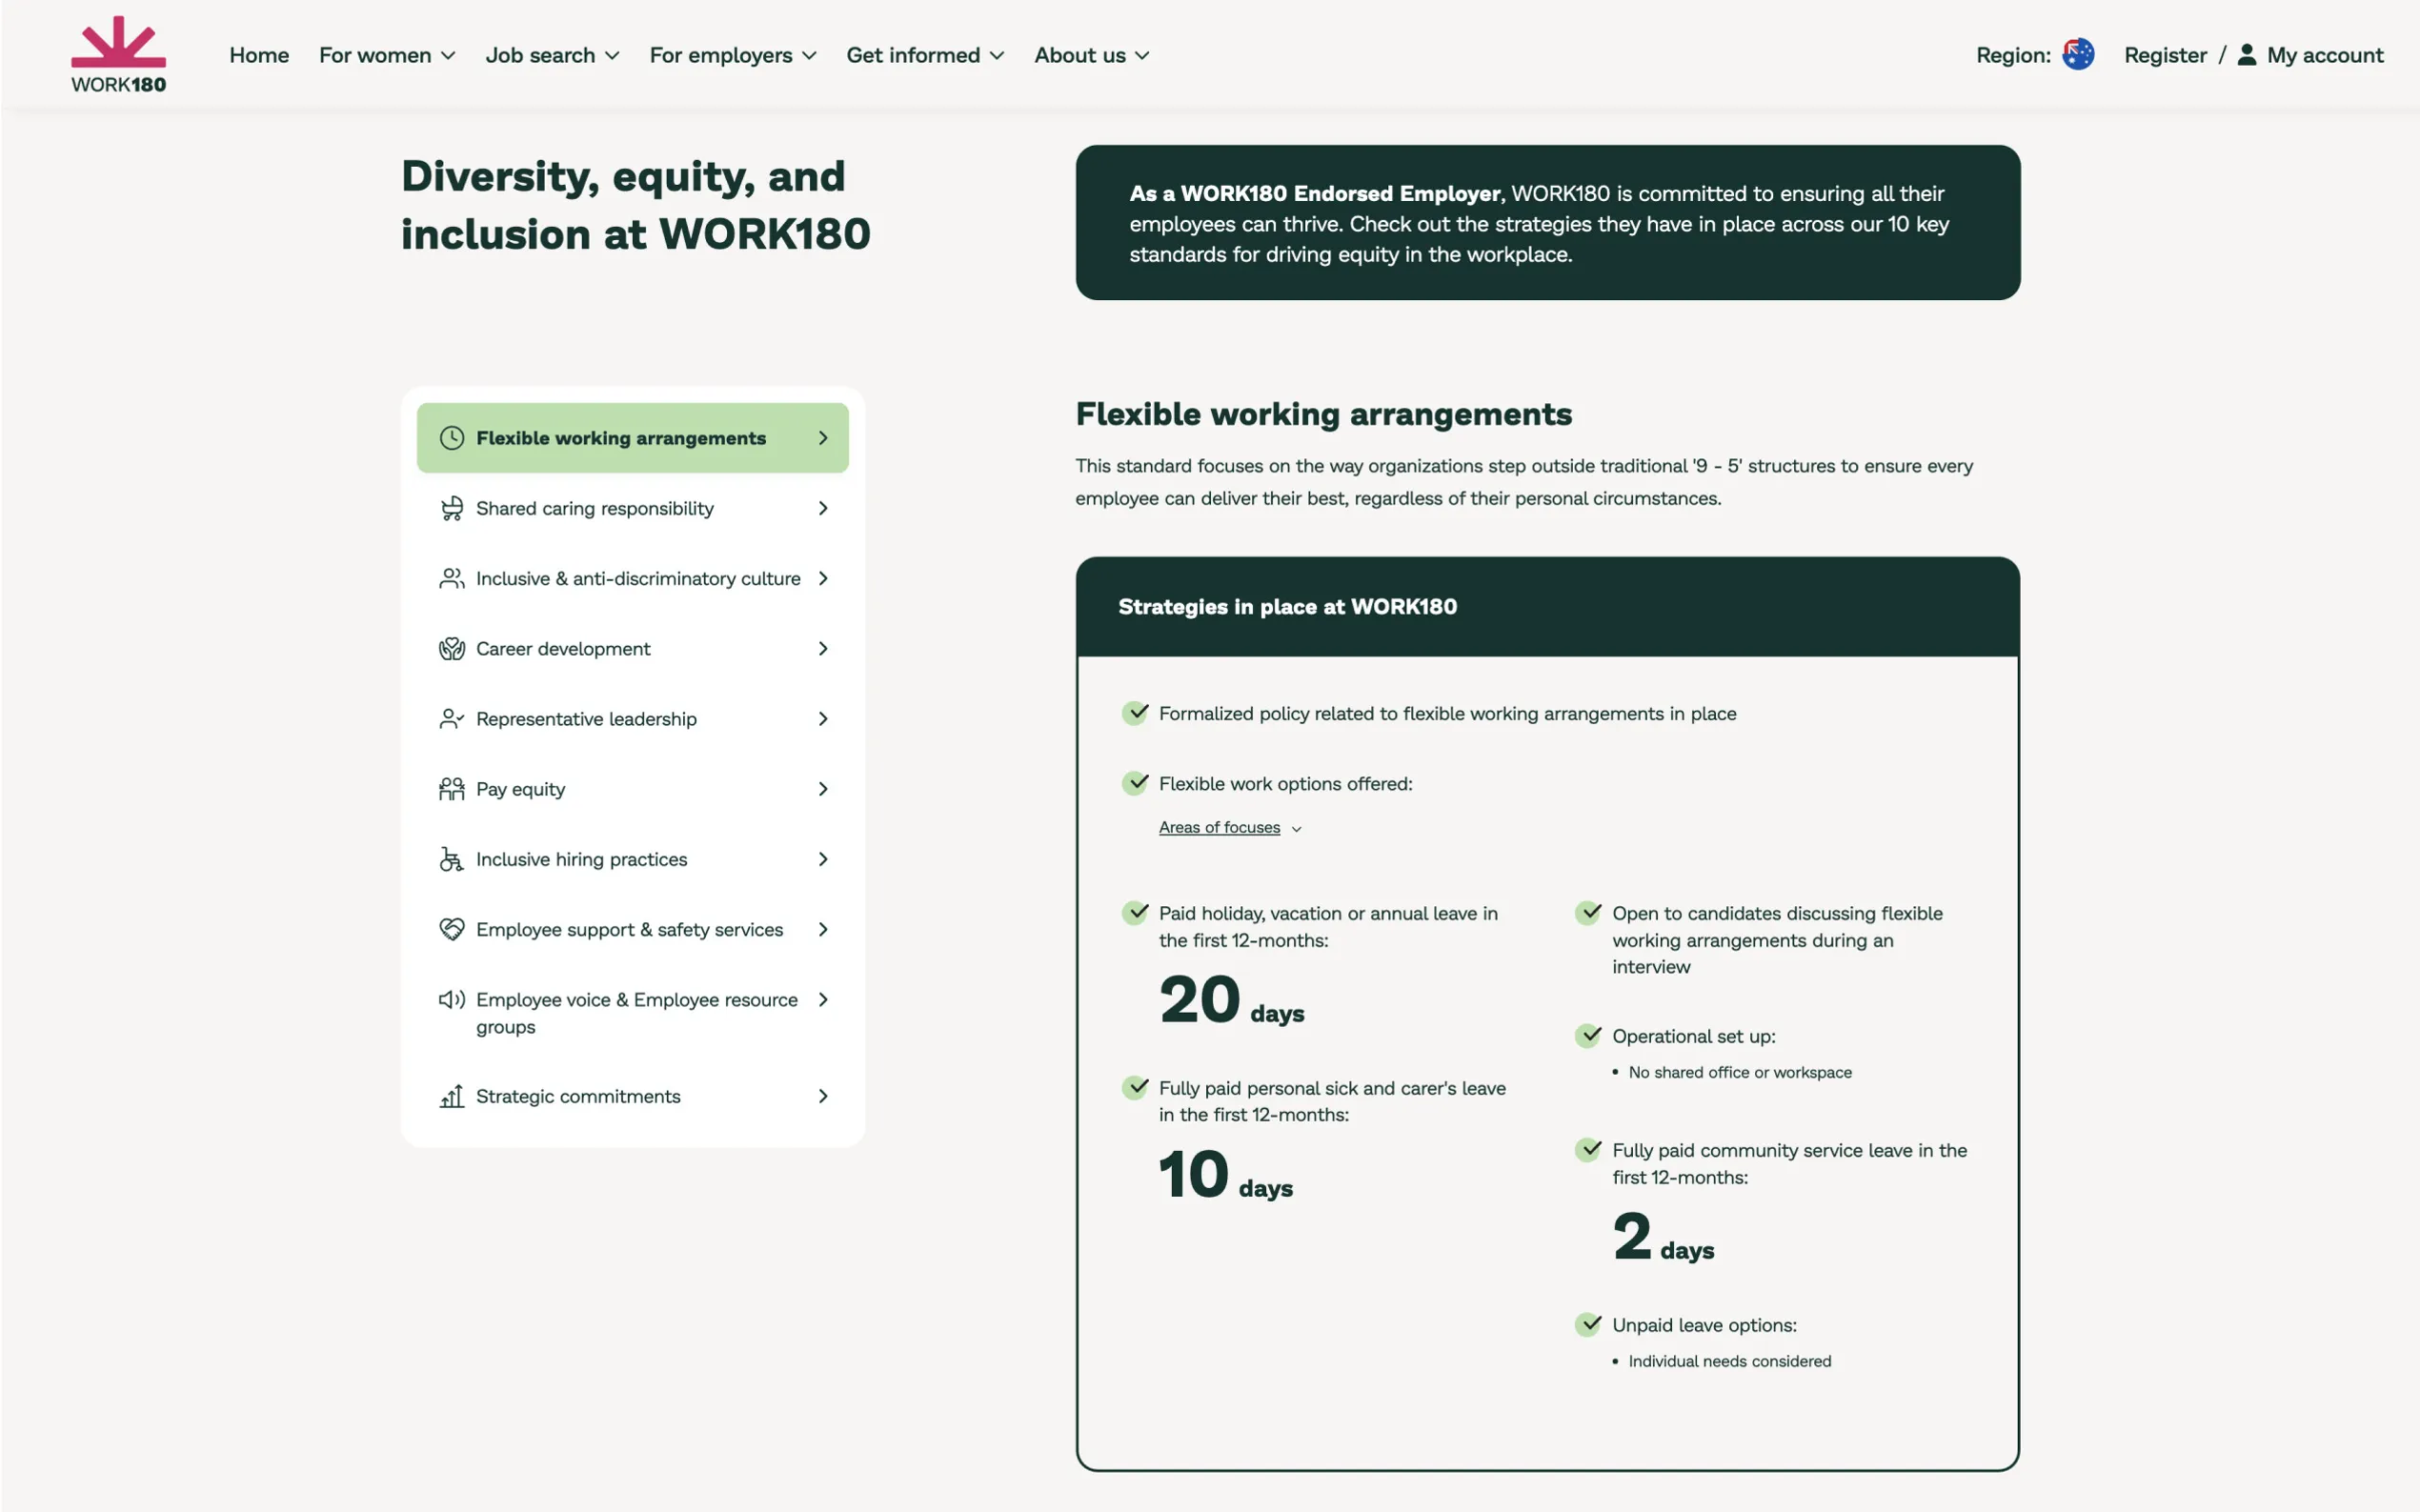 WORK180
Home
For women
Job search
For employers
Get informed
About us
Region:
Register / My account
Diversity, equity, and
inclusion at WORK180
As a WORK180 Endorsed Employer, WORK180 is committed to ensuring all their
employees can thrive. Check out the strategies they have in place across our 10 key
standards for driving equity in the workplace.
Flexible working arrangements
Shared caring responsibility
Inclusive & anti-discriminatory culture
Career development
Representative leadership
Pay equity
Inclusive hiring practices
Employee support & safety services
Employee voice & Employee resource
groups
Strategic commitments
Flexible working arrangements
This standard focuses on the way organizations step outside traditional '9 - 5' structures to ensure every
employee can deliver their best, regardless of their personal circumstances.
Strategies in place at WORK180
Formalized policy related to flexible working arrangements in place
Flexible work options offered:
Areas of focuses
Paid holiday, vacation or annual leave in
the first 12-months:
20 days
Fully paid personal sick and carer's leave
in the first 12-months:
10 days
Open to candidates discussing flexible
working arrangements during an
interview
Operational set up:
• No shared office or workspace
Fully paid community service leave in the
first 12-months:
2 days
Unpaid leave options:
• Individual needs considered